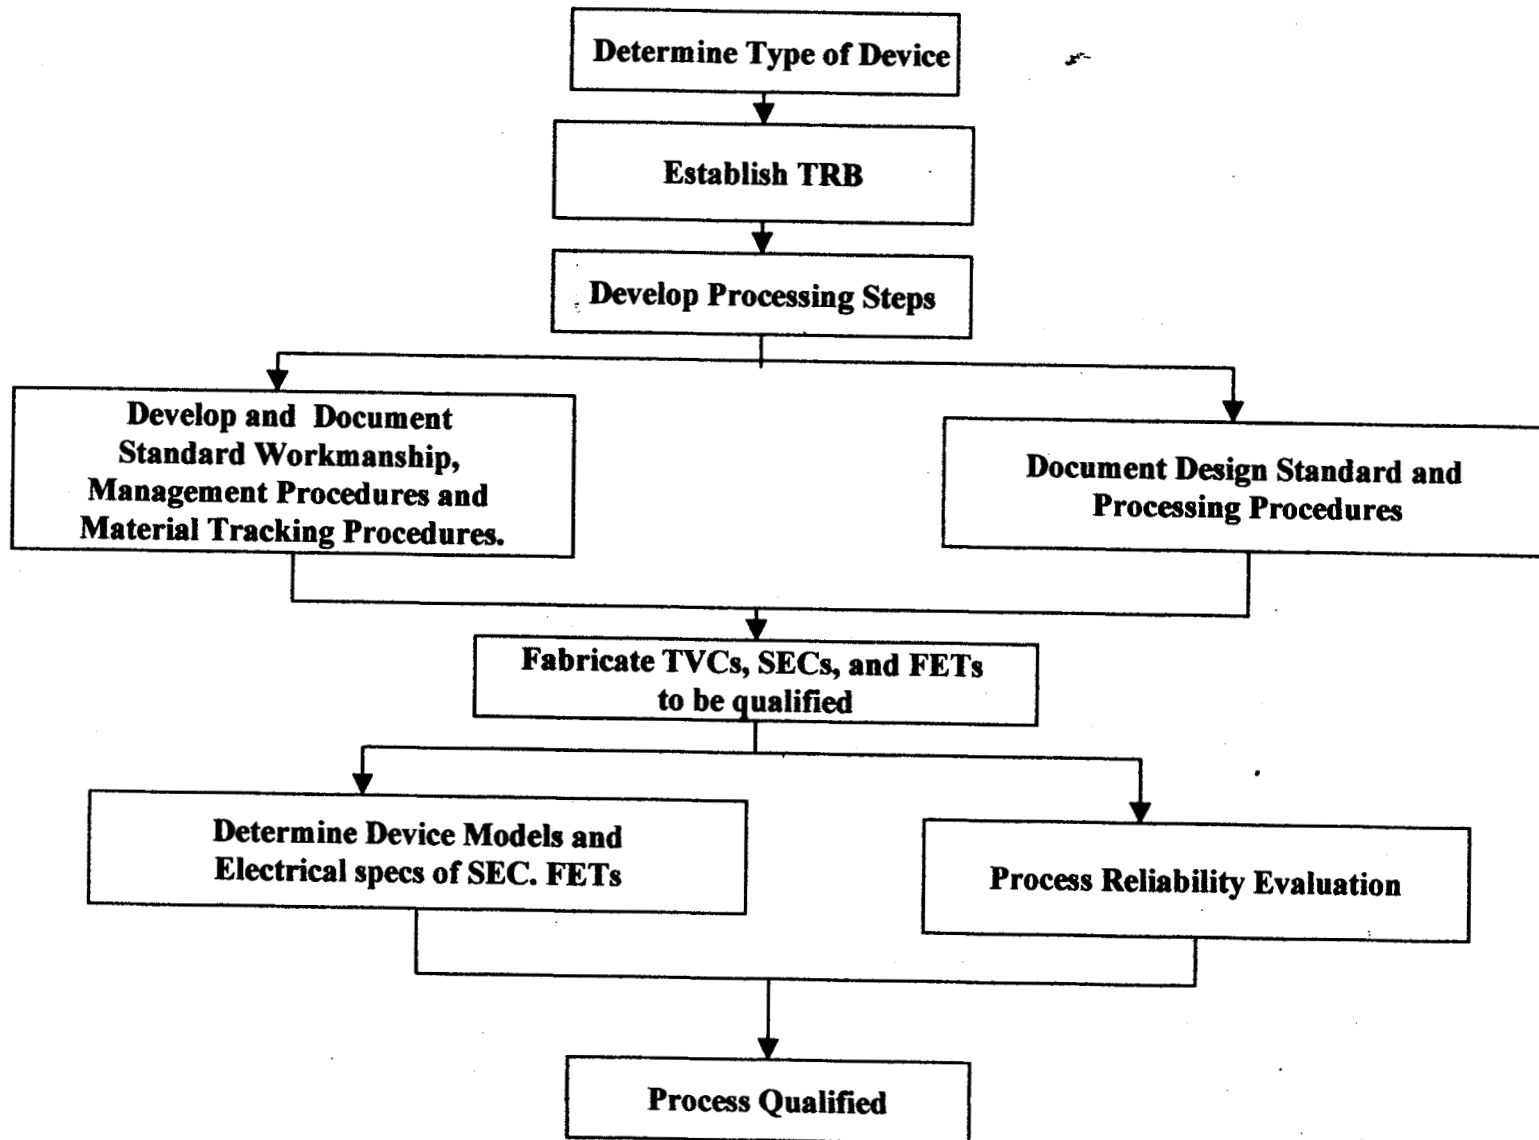 Determine Type of Device
Establish TRB
Develop Processing Steps
Develop and Document
Standard Workmanship,
Management Procedures and
Material Tracking Procedures.
Document Design Standard and
Processing Procedures
Fabricate TVCs, SECs, and FETs
to be qualified
Determine Device Models and
Electrical specs of SEC. FETs
Process Reliability Evaluation
Process Qualified